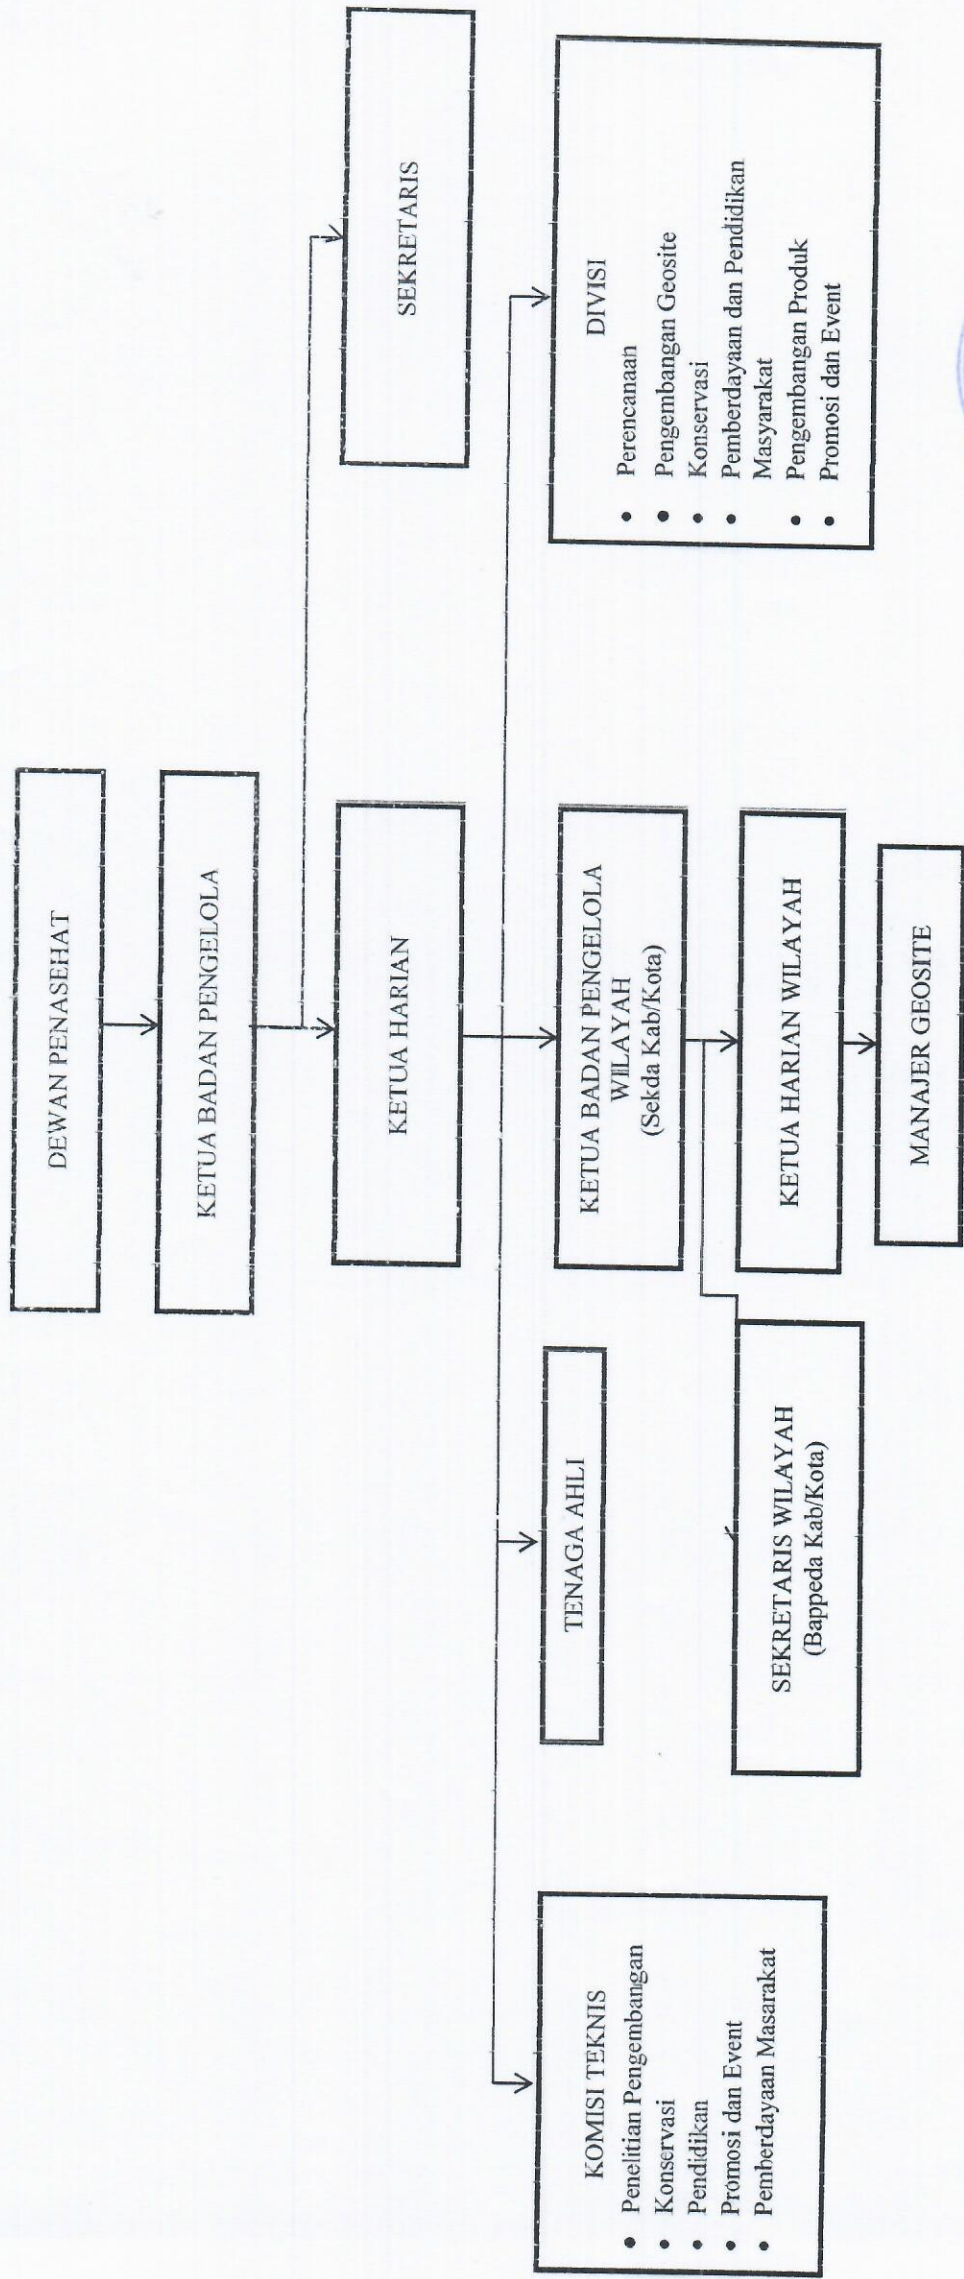 DEWAN PENASEHAT
KETUA BADAN PENGELOLA
SEKRETARIS
KETUA HARIAN
KOMISI TEKNIS
• Penelitian Pengembangan
• Konservasi
• Pendidikan
• Promosi dan Event
• Pemberdayaan Masarakat
TENAGA AHLI
KETUA BADAN PENGELOLA
WILAYAH
(Sekda Kab/Kota)
DIVISI
• Perencanaan
• Pengembangan Geosite
• Konservasi
• Pemberdayaan dan Pendidikan
Masyarakat
• Pengembangan Produk
• Promosi dan Event
SEKRETARIS WILAYAH
(Bappeda Kab/Kota)
KETUA HARIAN WILAYAH
MANAJER GEOSITE